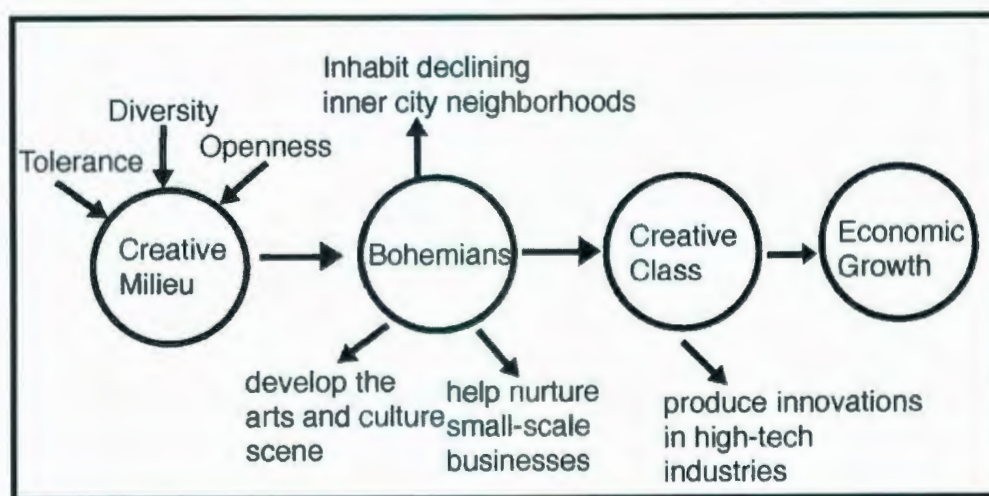 Inhabit declining
inner city neighborhoods
Diversity
Openness
Tolerance
Creative
Milieu
Bohemians
Creative
Class
Economic
Growth
develop the
arts and culture
scene
help nurture
small-scale
businesses
produce innovations
in high-tech
industries